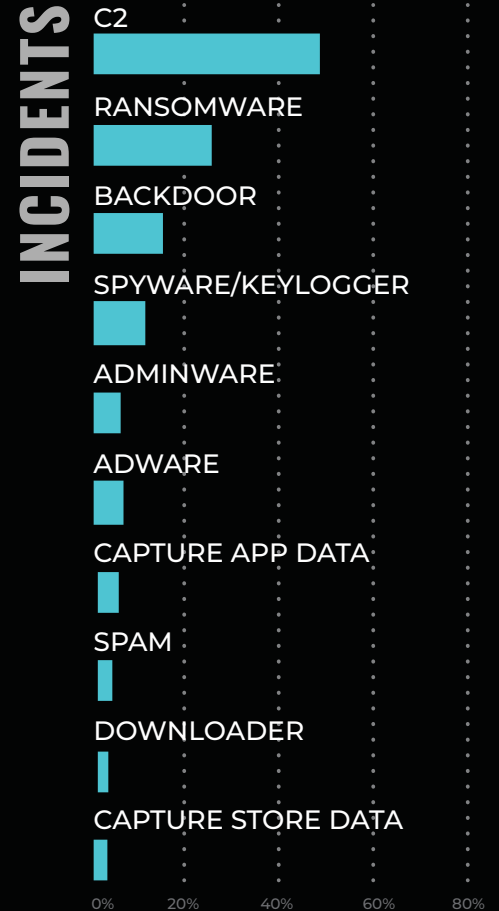 INCIDENTS
C2
RANSOMWARE
BACKDOOR
SPYWARE/KEYLOGGER
ADMINWARE
ADWARE
CAPTURE APP DATA
SPAM
DOWNLOADER
CAPTURE STORE DATA
0% 20% 40% 60% 80%